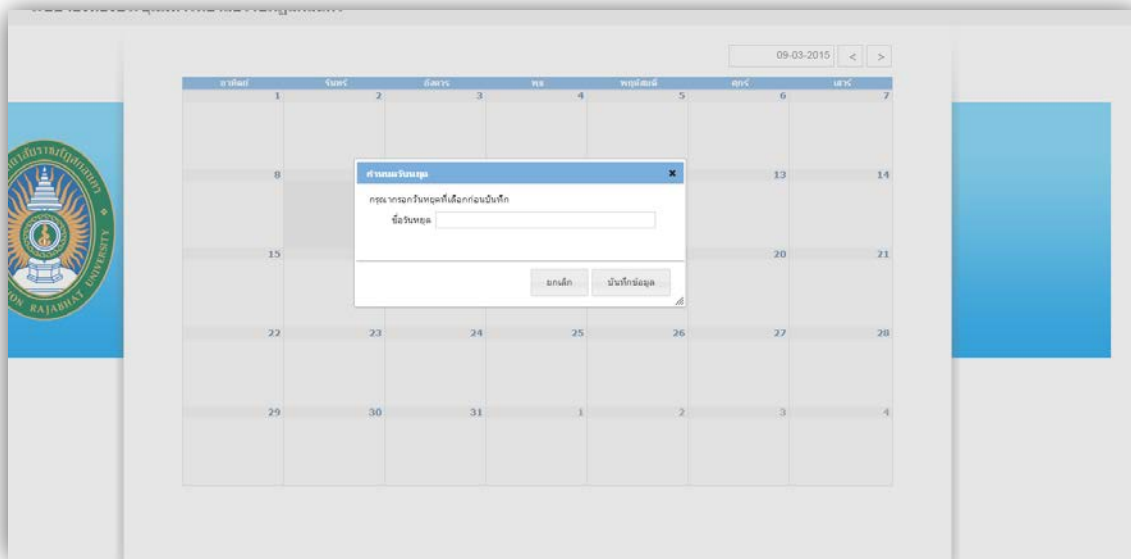 09-03-2015 < >
อาทิตย์ จันทร์ อังคาร พุธ พฤหัสบดี ศุกร์ เสาร์
1 2 3 4 5 6 7
8 13 14
กำหนดวันหยุด
กรุณากรอกวันหยุดที่เลือกก่อนบันทึก
ชื่อวันหยุด
ยกเลิก บันทึกข้อมูล
15 20 21
22 23 24 25 26 27 28
29 30 31 1 2 3 4
RAJABHAT UNIVERSITY